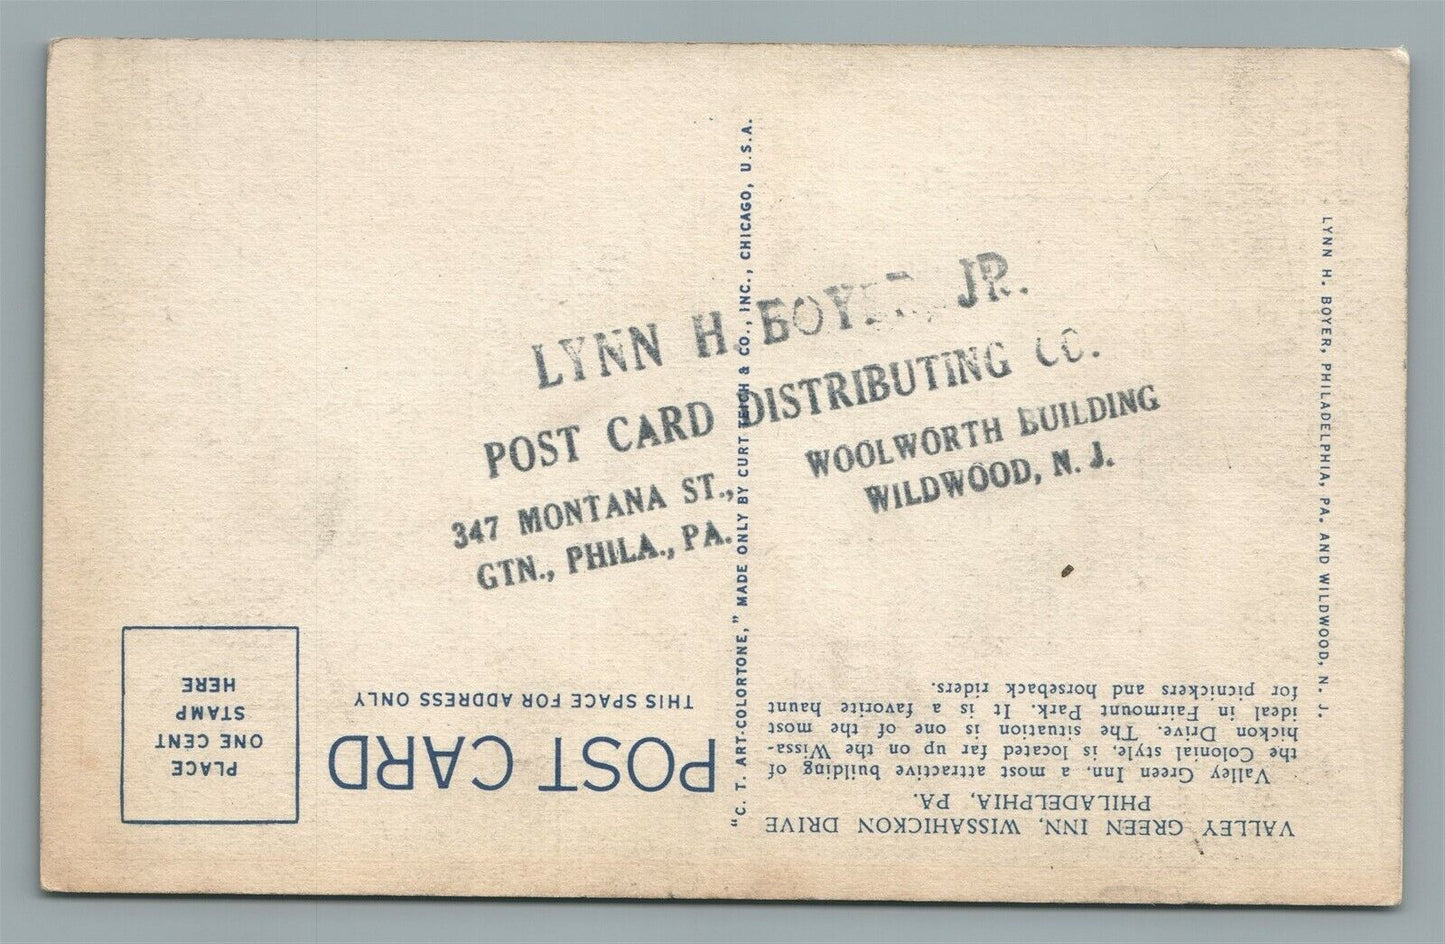 LYNN H. BOYER, JR.
POST CARD DISTRIBUTING CO.
347 MONTANA ST.,
GTN., PHILA., PA.
WOOLWORTH BUILDING
WILDWOOD, N. J.
VALLEY GREEN INN, WISSAHICKON DRIVE
PHILADELPHIA, PA.
Valley Green Inn, a most attractive building of
the Colonial style, is located far up on the Wissa-
hickon Drive. The situation is one of the most
ideal in Fairmount Park. It is a favorite haunt
for picnickers and horseback riders.
POST CARD
THIS SPACE FOR ADDRESS ONLY
PLACE
ONE CENT
STAMP
HERE
"C. T. ART-COLORTONE," MADE ONLY BY CURT TEICH & CO., INC., CHICAGO, U.S.A.
LYNN H. BOYER, PHILADELPHIA, PA. AND WILDWOOD, N. J.